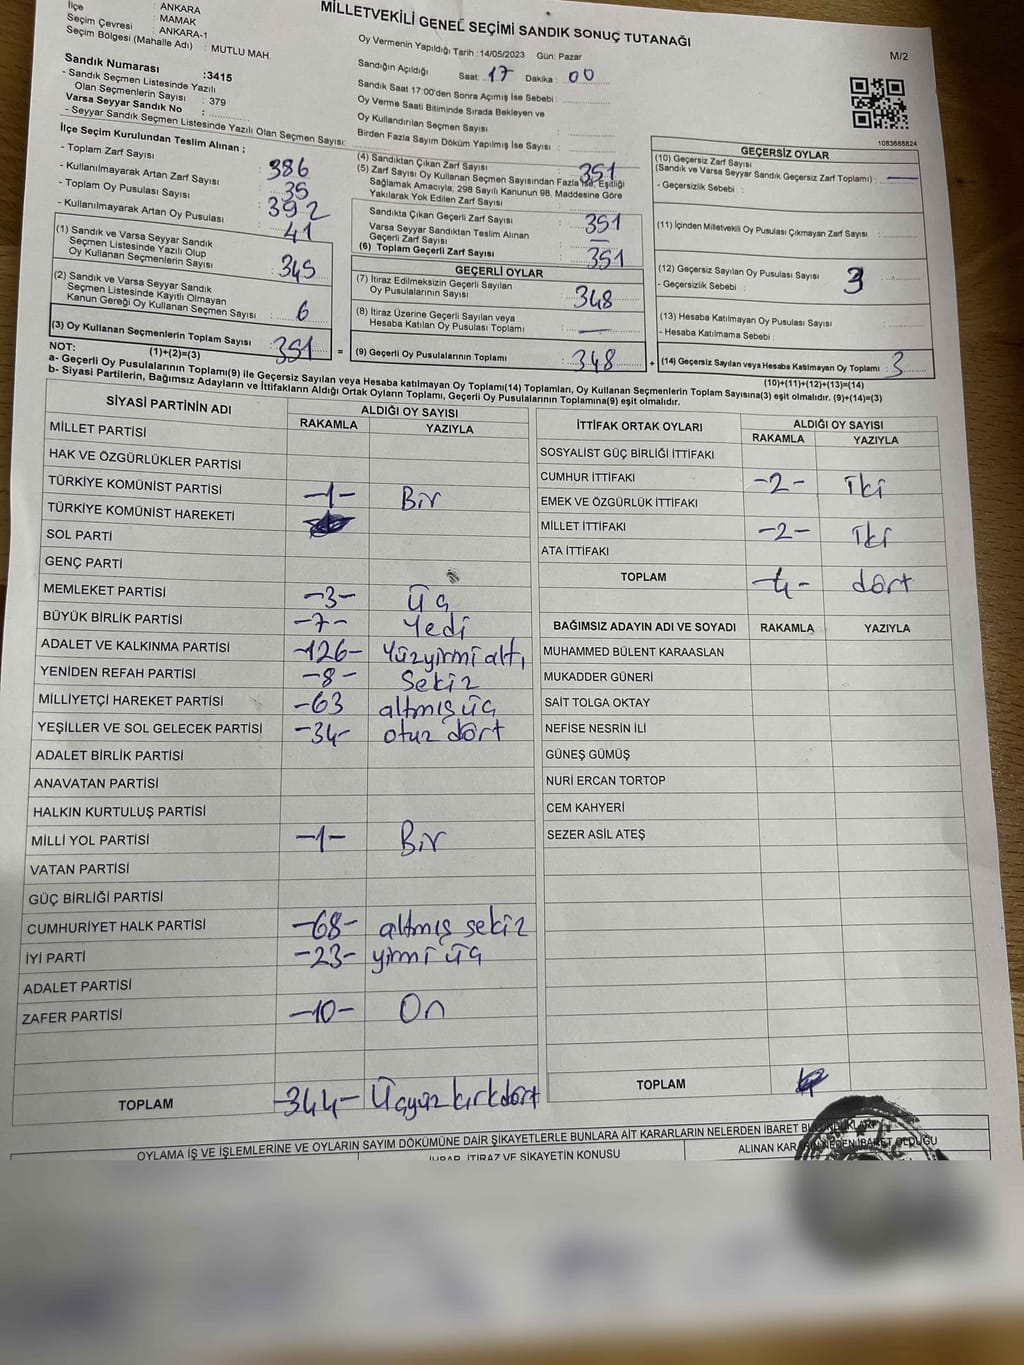 MİLLETVEKİLİ GENEL SEÇİMİ SANDIK SONUÇ TUTANAĞI
M/2
İlçe : ANKARA
Seçim Çevresi : MAMAK
Seçim Bölgesi (Mahalle Adı) : ANKARA-1
: MUTLU MAH.
Sandık Numarası : 3415
- Sandık Seçmen Listesinde Yazılı
Olan Seçmenlerin Sayısı : 379
Varsa Seyyar Sandık No :
- Seyyar Sandık Seçmen Listesinde Yazılı Olan Seçmen Sayısı:
Oy Vermenin Yapıldığı Tarih : 14/05/2023 Gün: Pazar
Sandığın Açıldığı Saat: 17 Dakika : 00
Sandık Saat 17:00'den Sonra Açılmış İse Sebebi :
Oy Verme Saati Bitiminde Sırada Bekleyen ve
Oy Kullandırılan Seçmen Sayısı :
Birden Fazla Sayım Döküm Yapılmış İse Sayısı :
1083688824
İlçe Seçim Kurulundan Teslim Alınan ;
- Toplam Zarf Sayısı : 386
- Kullanılmayarak Artan Zarf Sayısı : 35
- Toplam Oy Pusulası Sayısı : 392
- Kullanılmayarak Artan Oy Pusulası : 41
(1) Sandık ve Varsa Seyyar Sandık
Seçmen Listesinde Yazılı Olup
Oy Kullanan Seçmenlerin Sayısı : 345
(2) Sandık ve Varsa Seyyar Sandık
Seçmen Listesinde Kayıtlı Olmayan
Kanun Gereği Oy Kullanan Seçmen Sayısı : 6
(3) Oy Kullanan Seçmenlerin Toplam Sayısı : 351
(1)+(2)=(3)
(4) Sandıktan Çıkan Zarf Sayısı : 351
(5) Zarf Sayısı Oy Kullanan Seçmen Sayısından Fazla İse, Eşitliği
Sağlamak Amacıyla, 298 Sayılı Kanunun 98. Maddesine Göre
Yakılarak Yok Edilen Zarf Sayısı :
Sandıkta Çıkan Geçerli Zarf Sayısı : 351
Varsa Seyyar Sandıktan Teslim Alınan
Geçerli Zarf Sayısı : —
(6) Toplam Geçerli Zarf Sayısı : 351
GEÇERLİ OYLAR
(7) İtiraz Edilmeksizin Geçerli Sayılan
Oy Pusulalarının Sayısı : 348
(8) İtiraz Üzerine Geçerli Sayılan veya
Hesaba Katılan Oy Pusulası Toplamı : —
= (9) Geçerli Oy Pusulalarının Toplamı : 348
GEÇERSİZ OYLAR
(10) Geçersiz Zarf Sayısı
(Sandık ve Varsa Seyyar Sandık Geçersiz Zarf Toplamı) : —
- Geçersizlik Sebebi :
(11) İçinden Milletvekili Oy Pusulası Çıkmayan Zarf Sayısı :
(12) Geçersiz Sayılan Oy Pusulası Sayısı : 3
- Geçersizlik Sebebi :
(13) Hesaba Katılmayan Oy Pusulası Sayısı :
- Hesaba Katılmama Sebebi :
+ (14) Geçersiz Sayılan veya Hesaba Katılmayan Oy Toplamı : 3
(10)+(11)+(12)+(13)=(14)
NOT:
a- Geçerli Oy Pusulalarının Toplamı(9) ile Geçersiz Sayılan veya Hesaba katılmayan Oy Toplamı(14) Toplamları, Oy Kullanan Seçmenlerin Toplam Sayısına(3) eşit olmalıdır. (9)+(14)=(3)
b- Siyasi Partilerin, Bağımsız Adayların ve İttifakların Aldığı Ortak Oyların Toplamı, Geçerli Oy Pusulalarının Toplamına(9) eşit olmalıdır.
SİYASİ PARTİNİN ADI ALDIĞI OY SAYISI
RAKAMLA YAZIYLA
MİLLET PARTİSİ
HAK VE ÖZGÜRLÜKLER PARTİSİ
TÜRKİYE KOMÜNİST PARTİSİ -1- Bir
TÜRKİYE KOMÜNİST HAREKETİ
SOL PARTİ
GENÇ PARTİ
MEMLEKET PARTİSİ -3- Üç
BÜYÜK BİRLİK PARTİSİ -7- Yedi
ADALET VE KALKINMA PARTİSİ -126- Yüzyirmi altı
YENİDEN REFAH PARTİSİ -8- Sekiz
MİLLİYETÇİ HAREKET PARTİSİ -63 altmış üç
YEŞİLLER VE SOL GELECEK PARTİSİ -34- otuz dört
ADALET BİRLİK PARTİSİ
ANAVATAN PARTİSİ
HALKIN KURTULUŞ PARTİSİ
MİLLİ YOL PARTİSİ -1- Bir
VATAN PARTİSİ
GÜÇ BİRLİĞİ PARTİSİ
CUMHURİYET HALK PARTİSİ -68- altmış sekiz
İYİ PARTİ -23- yirmi üç
ADALET PARTİSİ
ZAFER PARTİSİ -10- On
TOPLAM -344- Üçyüz kırkdört
İTTİFAK ORTAK OYLARI ALDIĞI OY SAYISI
RAKAMLA YAZIYLA
SOSYALİST GÜÇ BİRLİĞİ İTTİFAKI
CUMHUR İTTİFAKI -2- İki
EMEK VE ÖZGÜRLÜK İTTİFAKI
MİLLET İTTİFAKI -2- İki
ATA İTTİFAKI
TOPLAM -4- dört
BAĞIMSIZ ADAYIN ADI VE SOYADI RAKAMLA YAZIYLA
MUHAMMED BÜLENT KARAASLAN
MUKADDER GÜNERİ
SAİT TOLGA OKTAY
NEFİSE NESRİN İLİ
GÜNEŞ GÜMÜŞ
NURİ ERCAN TORTOP
CEM KAHYERİ
SEZER ASİL ATEŞ
TOPLAM
OYLAMA İŞ VE İŞLEMLERİNE VE OYLARIN SAYIM DÖKÜMÜNE DAİR ŞİKAYETLERLE BUNLARA AİT KARARLARIN NELERDEN İBARET BULUNDUKLARI
İHBAR, İTİRAZ VE ŞİKAYETİN KONUSU
ALINAN KARARIN NEDEN İBARET OLDUĞU